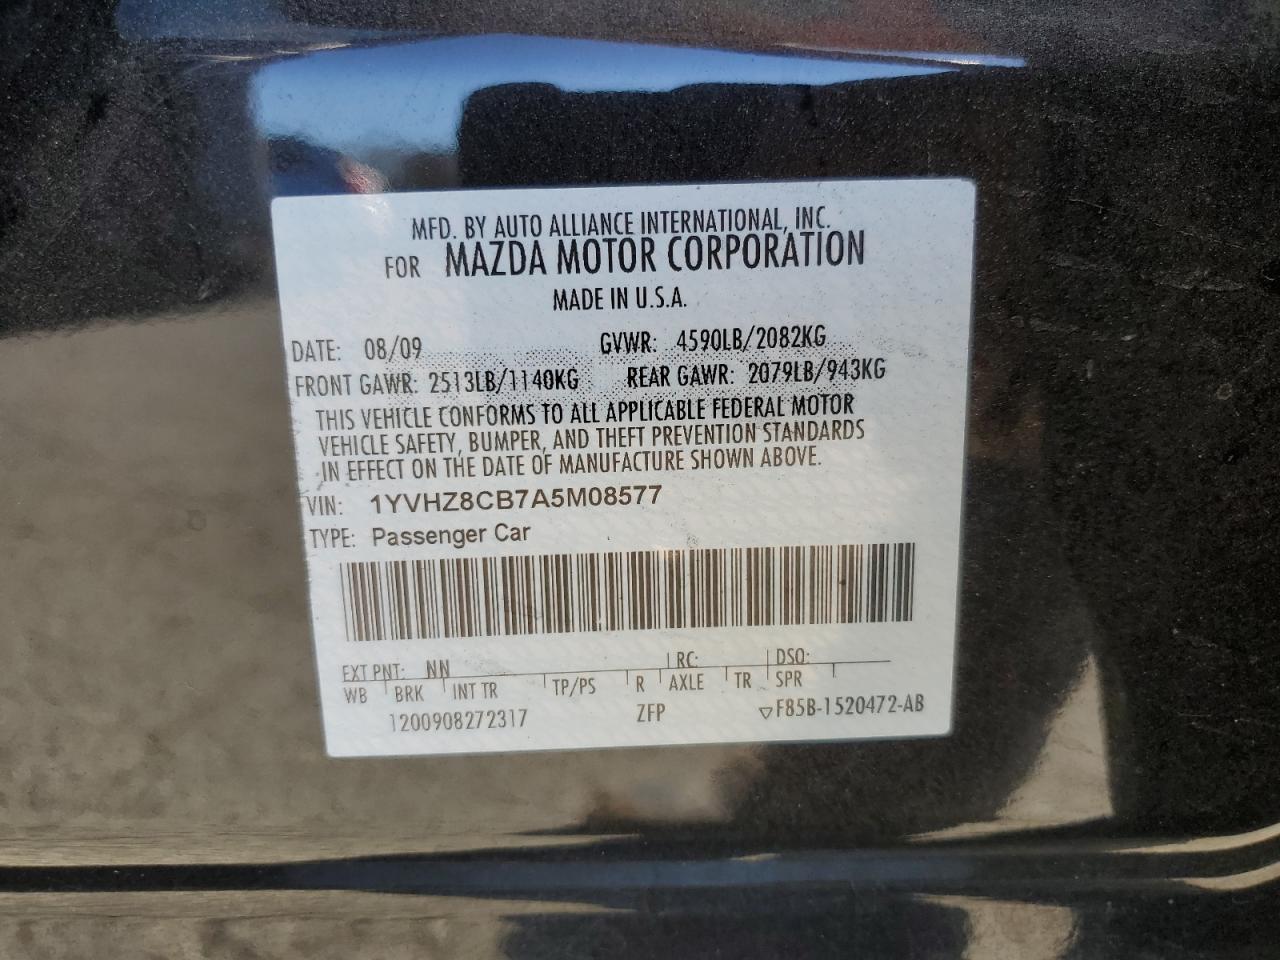 MFD. BY AUTO ALLIANCE INTERNATIONAL, INC.
FOR MAZDA MOTOR CORPORATION
MADE IN U.S.A.
DATE: 08/09 GVWR: 4590LB/2082KG
FRONT GAWR: 2513LB/1140KG REAR GAWR: 2079LB/943KG
THIS VEHICLE CONFORMS TO ALL APPLICABLE FEDERAL MOTOR
VEHICLE SAFETY, BUMPER, AND THEFT PREVENTION STANDARDS
IN EFFECT ON THE DATE OF MANUFACTURE SHOWN ABOVE.
VIN: 1YVHZ8CB7A5M08577
TYPE: Passenger Car
EXT PNT: NN RC: DSO:
WB BRK INT TR TP/PS R AXLE TR SPR
1200908272317 ZFP ▽F85B-1520472-AB